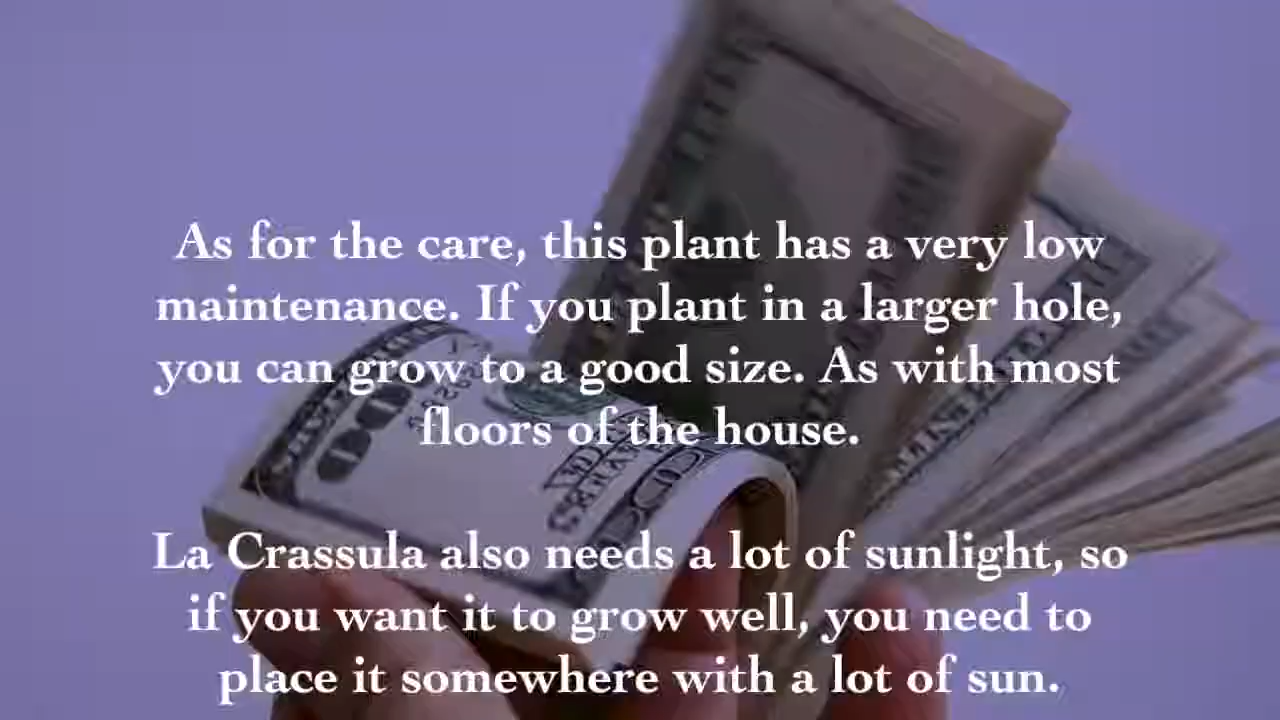 As for the care, this plant has a very low
maintenance. If you plant in a larger hole,
you can grow to a good size. As with most
floors of the house.
La Crassula also needs a lot of sunlight, so
if you want it to grow well, you need to
place it somewhere with a lot of sun.